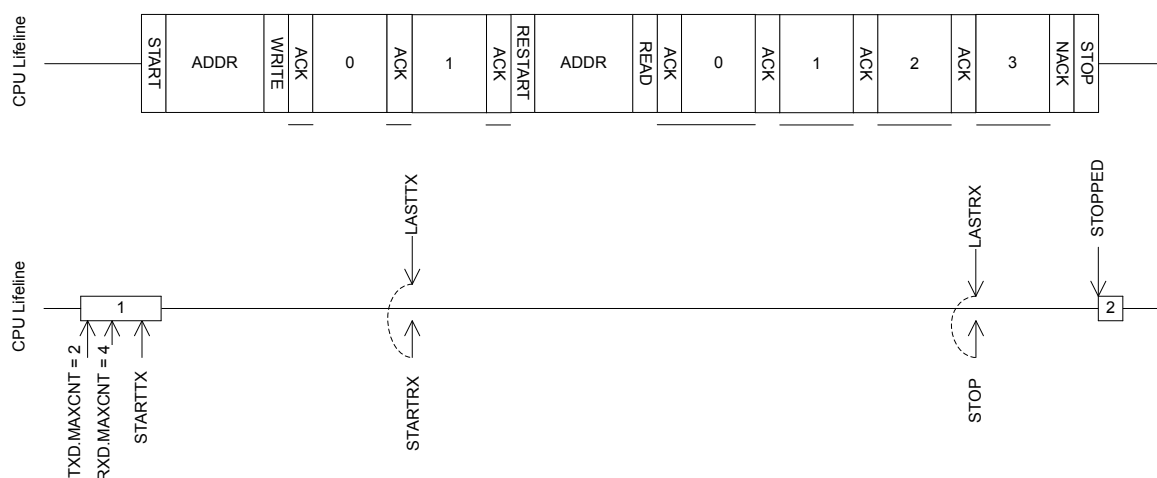 CPU Lifeline
START
ADDR
WRITE
ACK
0
ACK
1
ACK
RESTART
ADDR
READ
ACK
0
ACK
1
ACK
2
ACK
3
NACK
STOP
LASTTX
LASTRX
STOPPED
CPU Lifeline
1
2
TXD.MAXCNT = 2
RXD.MAXCNT = 4
STARTTX
STARTRX
STOP